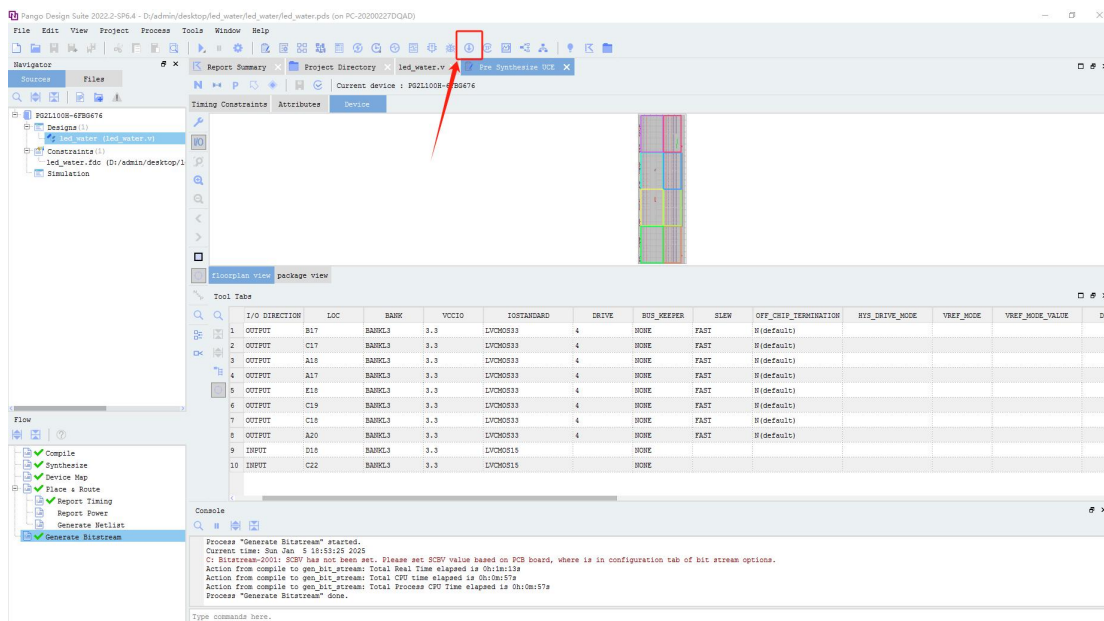 Pango Design Suite 2022.2-SP6.4 - D:/admin/desktop/led_water/led_water/led_water.pds (on PC-20200227DQAD)
File Edit View Project Process Tools Window Help
Navigator
Sources Files
Report Summary Project Directory led_water.v Pre Synthesize UCE
Current device : PG2L100H-6FBG676
Timing Constraints Attributes Device
PG2L100H-6FBG676
Designs(1)
led_water (led_water.v)
Constraints(1)
led_water.fdc (D:/admin/desktop/l
Simulation
floorplan view package view
Tool Tabs
I/O DIRECTION LOC BANK VCCIO IOSTANDARD DRIVE BUS_KEEPER SLEW OFF_CHIP_TERMINATION HYS_DRIVE_MODE VREF_MODE VREF_MODE_VALUE D
1 OUTPUT B17 BANKL3 3.3 LVCMOS33 4 NONE FAST N(default)
2 OUTPUT C17 BANKL3 3.3 LVCMOS33 4 NONE FAST N(default)
3 OUTPUT A18 BANKL3 3.3 LVCMOS33 4 NONE FAST N(default)
4 OUTPUT A17 BANKL3 3.3 LVCMOS33 4 NONE FAST N(default)
5 OUTPUT E18 BANKL3 3.3 LVCMOS33 4 NONE FAST N(default)
6 OUTPUT C19 BANKL3 3.3 LVCMOS33 4 NONE FAST N(default)
7 OUTPUT C18 BANKL3 3.3 LVCMOS33 4 NONE FAST N(default)
8 OUTPUT A20 BANKL3 3.3 LVCMOS33 4 NONE FAST N(default)
9 INPUT D18 BANKL3 3.3 LVCMOS15 NONE
10 INPUT C22 BANKL3 3.3 LVCMOS15 NONE
Flow
Compile
Synthesize
Device Map
Place & Route
Report Timing
Report Power
Generate Netlist
Generate Bitstream
Console
Process "Generate Bitstream" started.
Current time: Sun Jan 5 18:53:25 2025
C: Bitstream-2001: SCBV has not been set. Please set SCBV value based on PCB board, where is in configuration tab of bit stream options.
Action from compile to gen_bit_stream: Total Real Time elapsed is 0h:1m:13s
Action from compile to gen_bit_stream: Total CPU time elapsed is 0h:0m:57s
Action from compile to gen_bit_stream: Total Process CPU Time elapsed is 0h:0m:57s
Process "Generate Bitstream" done.
Type commands here.